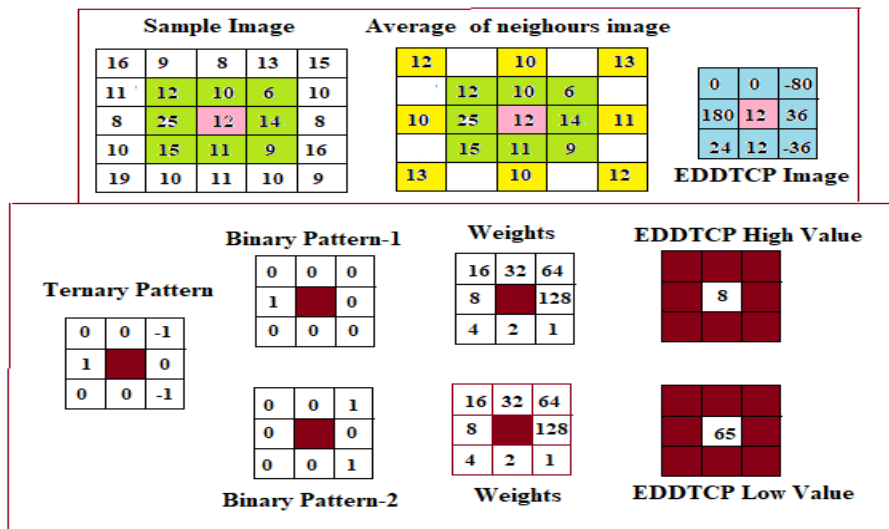 Sample Image
Average of neighours image
16 9 8 13 15
11 12 10 6 10
8 25 12 14 8
10 15 11 9 16
19 10 11 10 9
12 10 13
12 10 6
10 25 12 14 11
15 11 9
13 10 12
0 0 -80
180 12 36
24 12 -36
EDDTCP Image
Ternary Pattern
0 0 -1
1 0
0 0 -1
Binary Pattern-1
0 0 0
1 0
0 0 0
Weights
16 32 64
8 128
4 2 1
EDDTCP High Value
8
0 0 1
0 0
0 0 1
Binary Pattern-2
16 32 64
8 128
4 2 1
Weights
65
EDDTCP Low Value